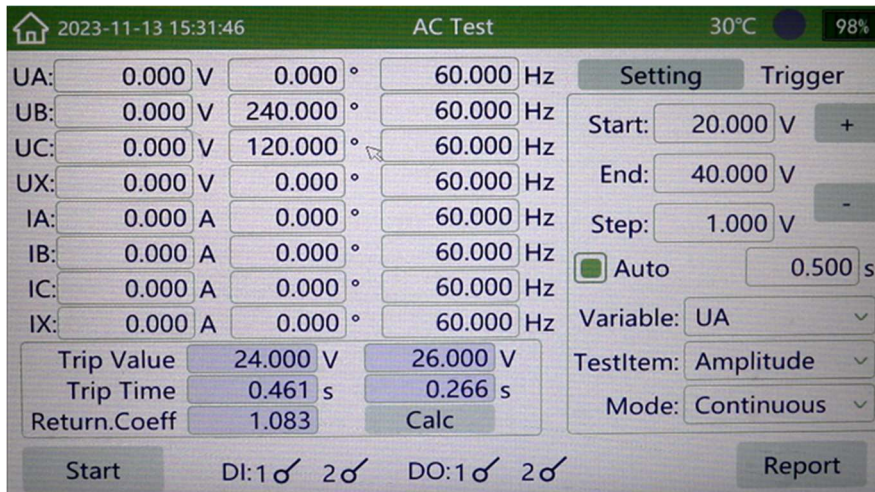 2023-11-13 15:31:46 AC Test 30°C 98%
UA: 0.000 V 0.000 ° 60.000 Hz
UB: 0.000 V 240.000 ° 60.000 Hz
UC: 0.000 V 120.000 ° 60.000 Hz
UX: 0.000 V 0.000 ° 60.000 Hz
IA: 0.000 A 0.000 ° 60.000 Hz
IB: 0.000 A 0.000 ° 60.000 Hz
IC: 0.000 A 0.000 ° 60.000 Hz
IX: 0.000 A 0.000 ° 60.000 Hz
Trip Value 24.000 V 26.000 V
Trip Time 0.461 s 0.266 s
Return.Coeff 1.083 Calc
Setting Trigger
Start: 20.000 V +
End: 40.000 V
Step: 1.000 V -
Auto 0.500 s
Variable: UA
TestItem: Amplitude
Mode: Continuous
Start DI:1 2 DO:1 2 Report